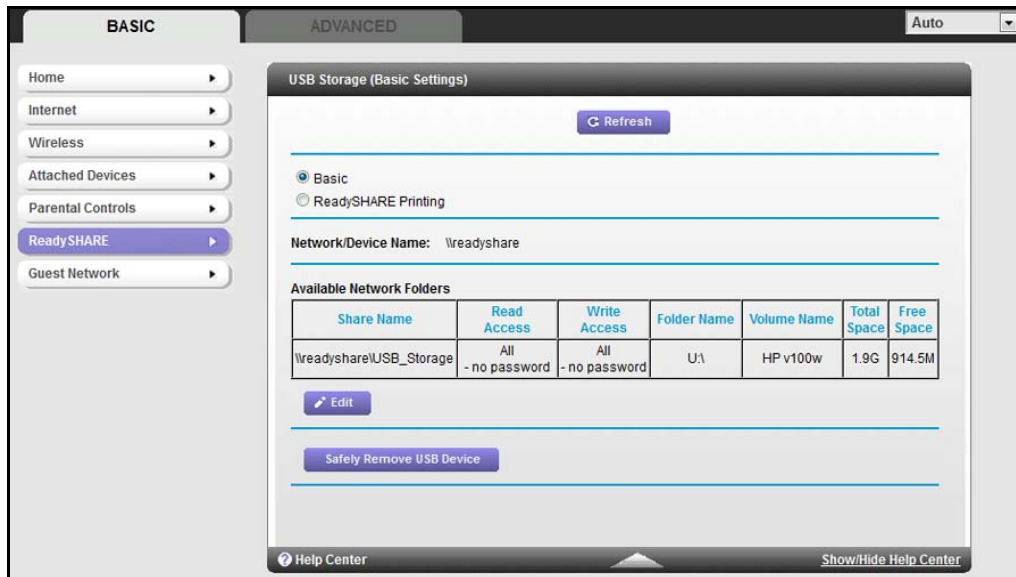 BASIC
ADVANCED
Auto
Home
Internet
Wireless
Attached Devices
Parental Controls
ReadySHARE
Guest Network
USB Storage (Basic Settings)
Refresh
Basic
ReadySHARE Printing
Network/Device Name: \\readyshare
Available Network Folders
Share Name Read Access Write Access Folder Name Volume Name Total Space Free Space
\\readyshare\USB_Storage All - no password All - no password U:\ HP v100w 1.9G 914.5M
Edit
Safely Remove USB Device
Help Center Show/Hide Help Center